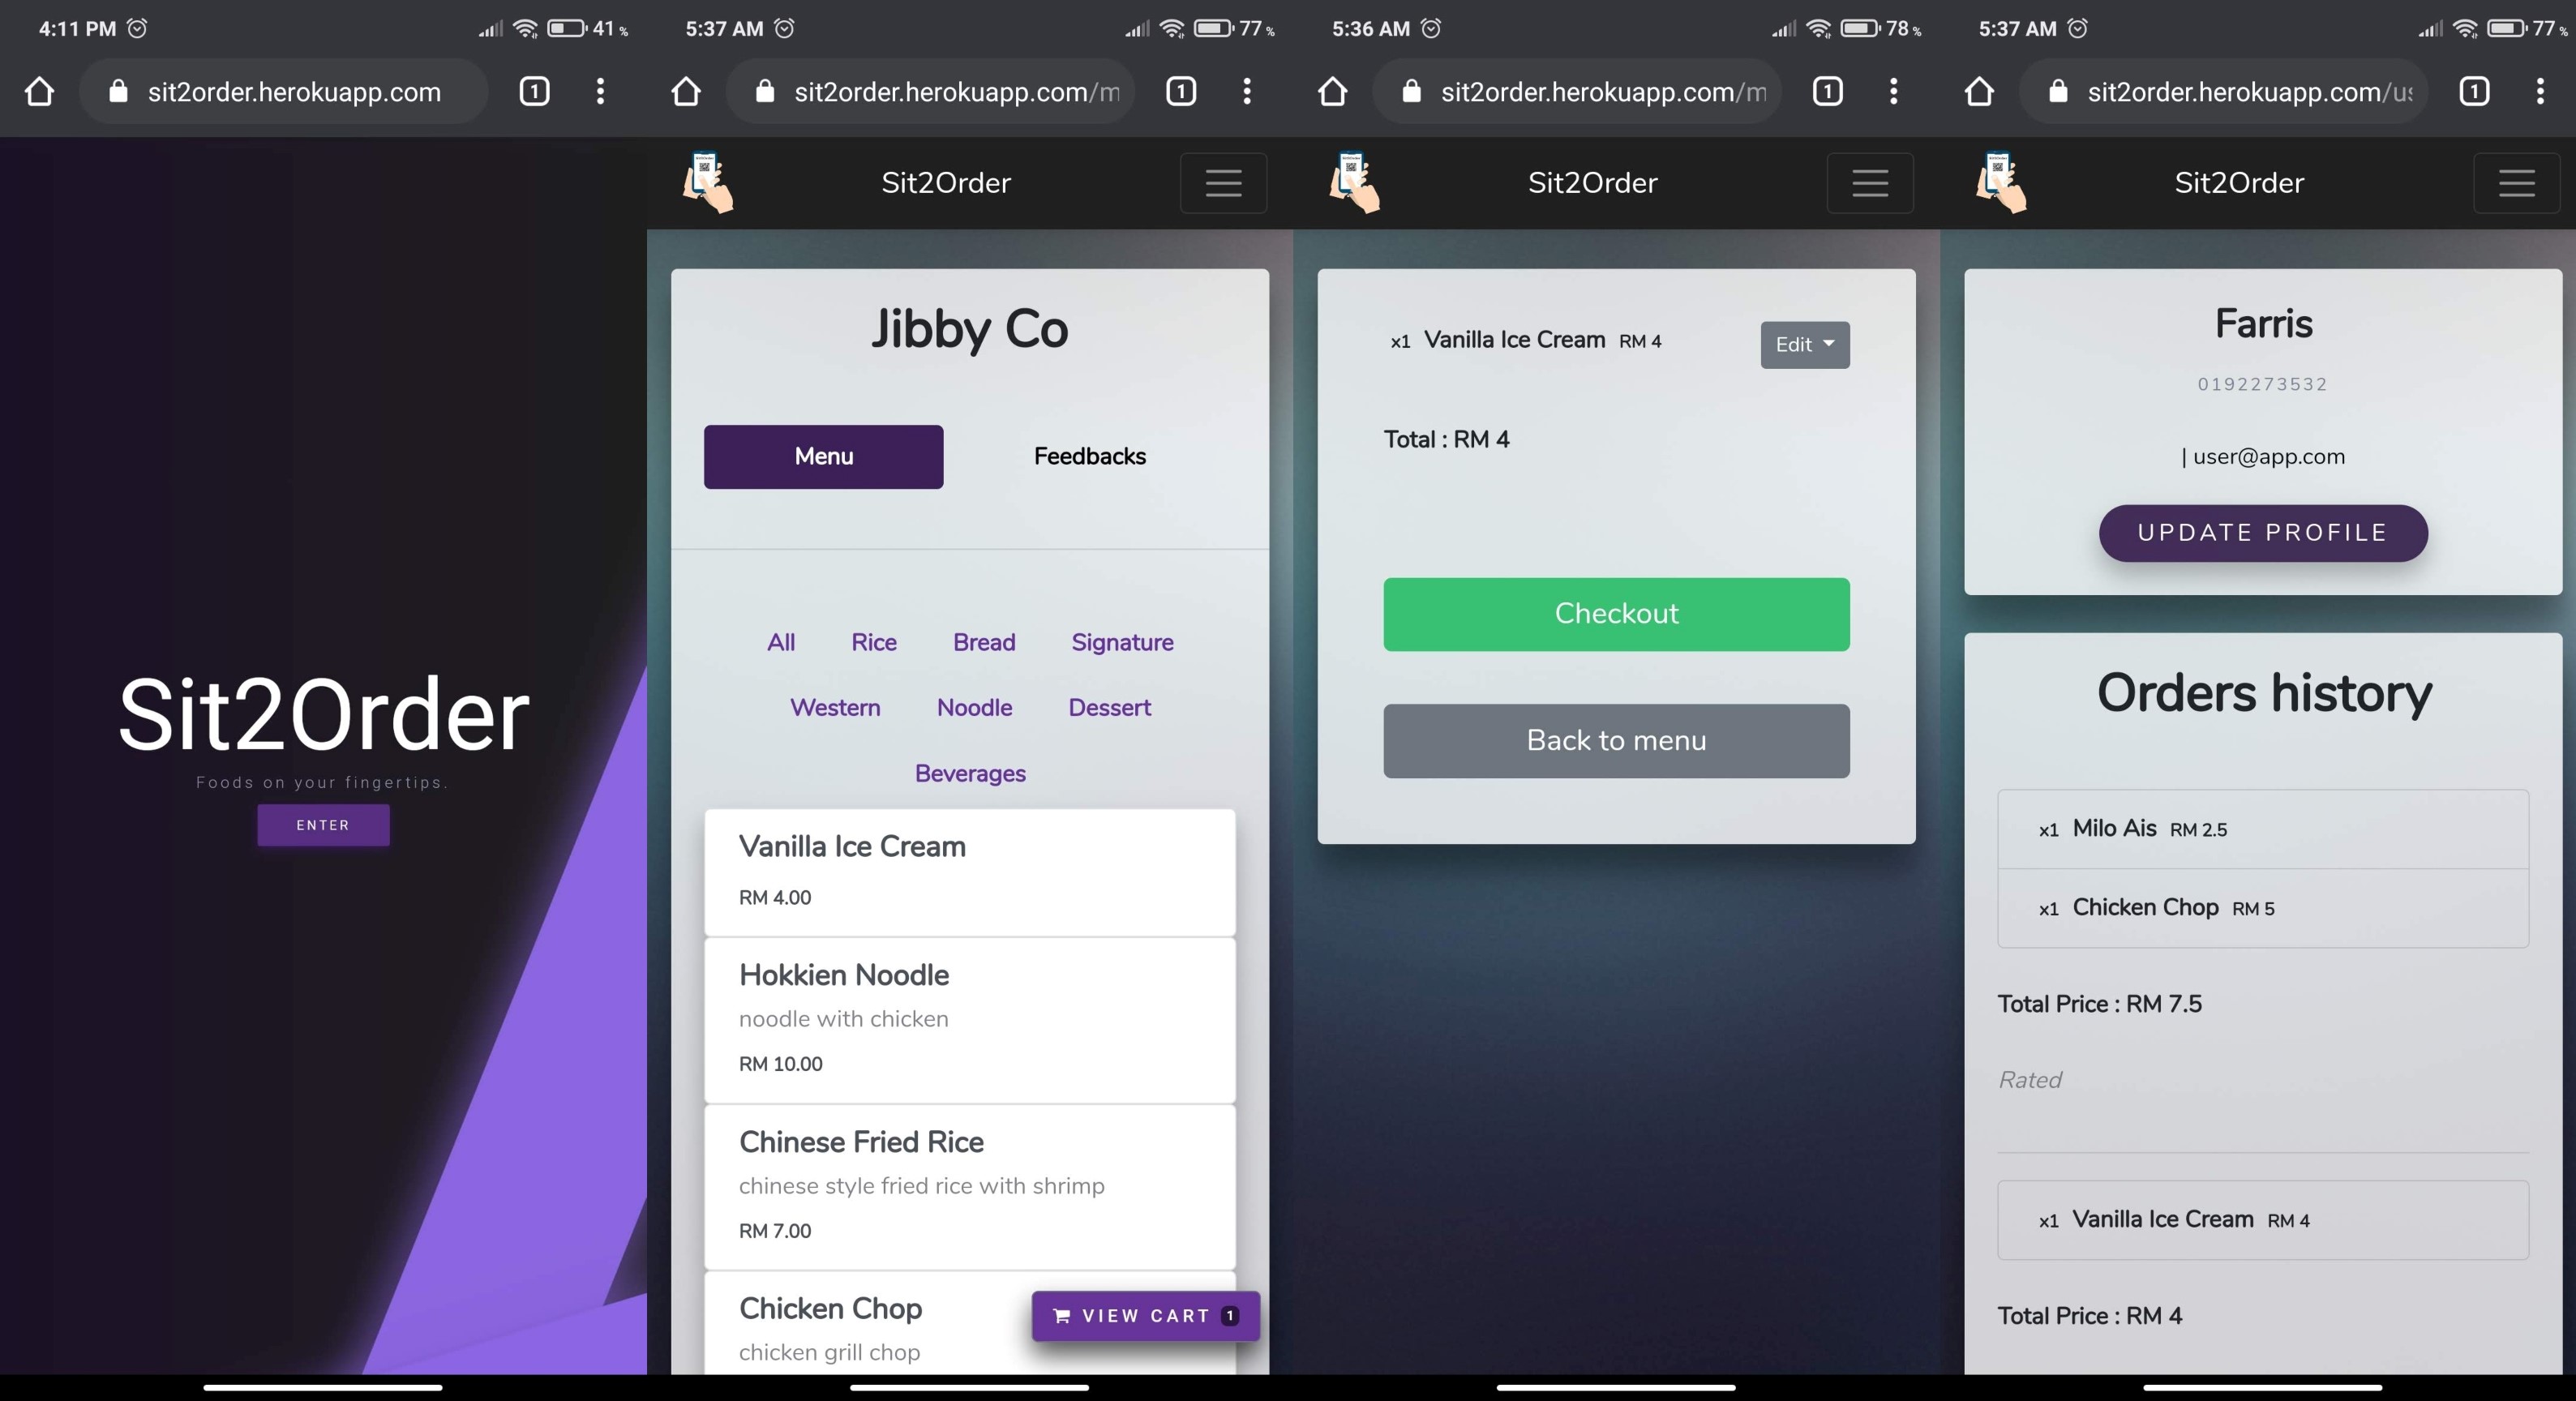 4:11 PM
41 %
sit2order.herokuapp.com
1
Sit2Order
Foods on your fingertips.
ENTER
5:37 AM
77 %
sit2order.herokuapp.com/m
1
Sit2Order
Jibby Co
Menu Feedbacks
All Rice Bread Signature
Western Noodle Dessert
Beverages
Vanilla Ice Cream
RM 4.00
Hokkien Noodle
noodle with chicken
RM 10.00
Chinese Fried Rice
chinese style fried rice with shrimp
RM 7.00
Chicken Chop
chicken grill chop
VIEW CART 1
5:36 AM
78 %
sit2order.herokuapp.com/m
1
Sit2Order
x1 Vanilla Ice Cream RM 4
Edit
Total : RM 4
Checkout
Back to menu
5:37 AM
77 %
sit2order.herokuapp.com/us
1
Sit2Order
Farris
0192273532
| user@app.com
UPDATE PROFILE
Orders history
x1 Milo Ais RM 2.5
x1 Chicken Chop RM 5
Total Price : RM 7.5
Rated
x1 Vanilla Ice Cream RM 4
Total Price : RM 4